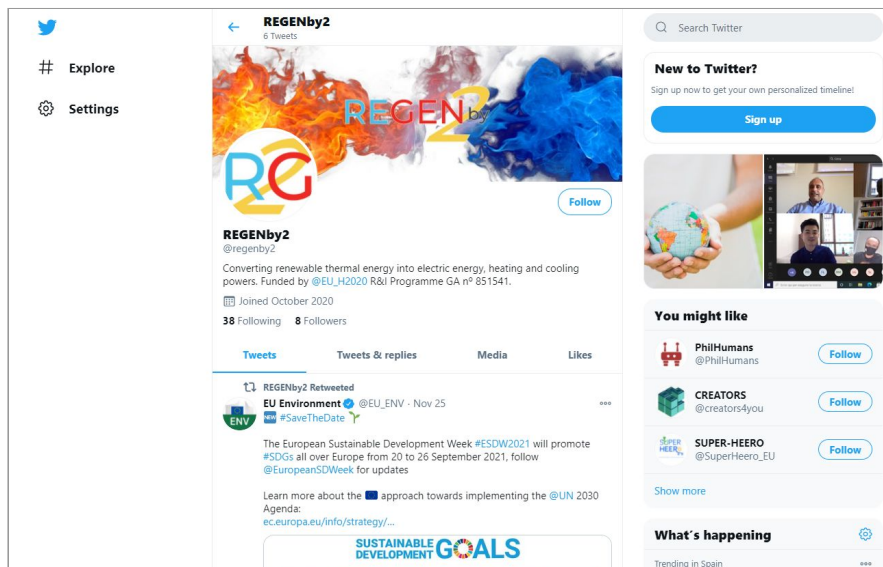 Explore
Settings
REGENby2
6 Tweets
REGENby2
RG2
Follow
REGENby2
@regenby2
Converting renewable thermal energy into electric energy, heating and cooling
powers. Funded by @EU_H2020 R&I Programme GA nº 851541.
Joined October 2020
38 Following 8 Followers
Tweets Tweets & replies Media Likes
REGENby2 Retweeted
EU Environment @EU_ENV · Nov 25
ENV
NEW #SaveTheDate
The European Sustainable Development Week #ESDW2021 will promote
#SDGs all over Europe from 20 to 26 September 2021, follow
@EuropeanSDWeek for updates
Learn more about the approach towards implementing the @UN 2030
Agenda:
ec.europa.eu/info/strategy/...
SUSTAINABLE
DEVELOPMENT GOALS
Search Twitter
New to Twitter?
Sign up now to get your own personalized timeline!
Sign up
You might like
PhilHumans
@PhilHumans
Follow
CREATORS
@creators4you
Follow
SUPER
HEER
SUPER-HEERO
@SuperHeero_EU
Follow
Show more
What´s happening
Trending in Spain